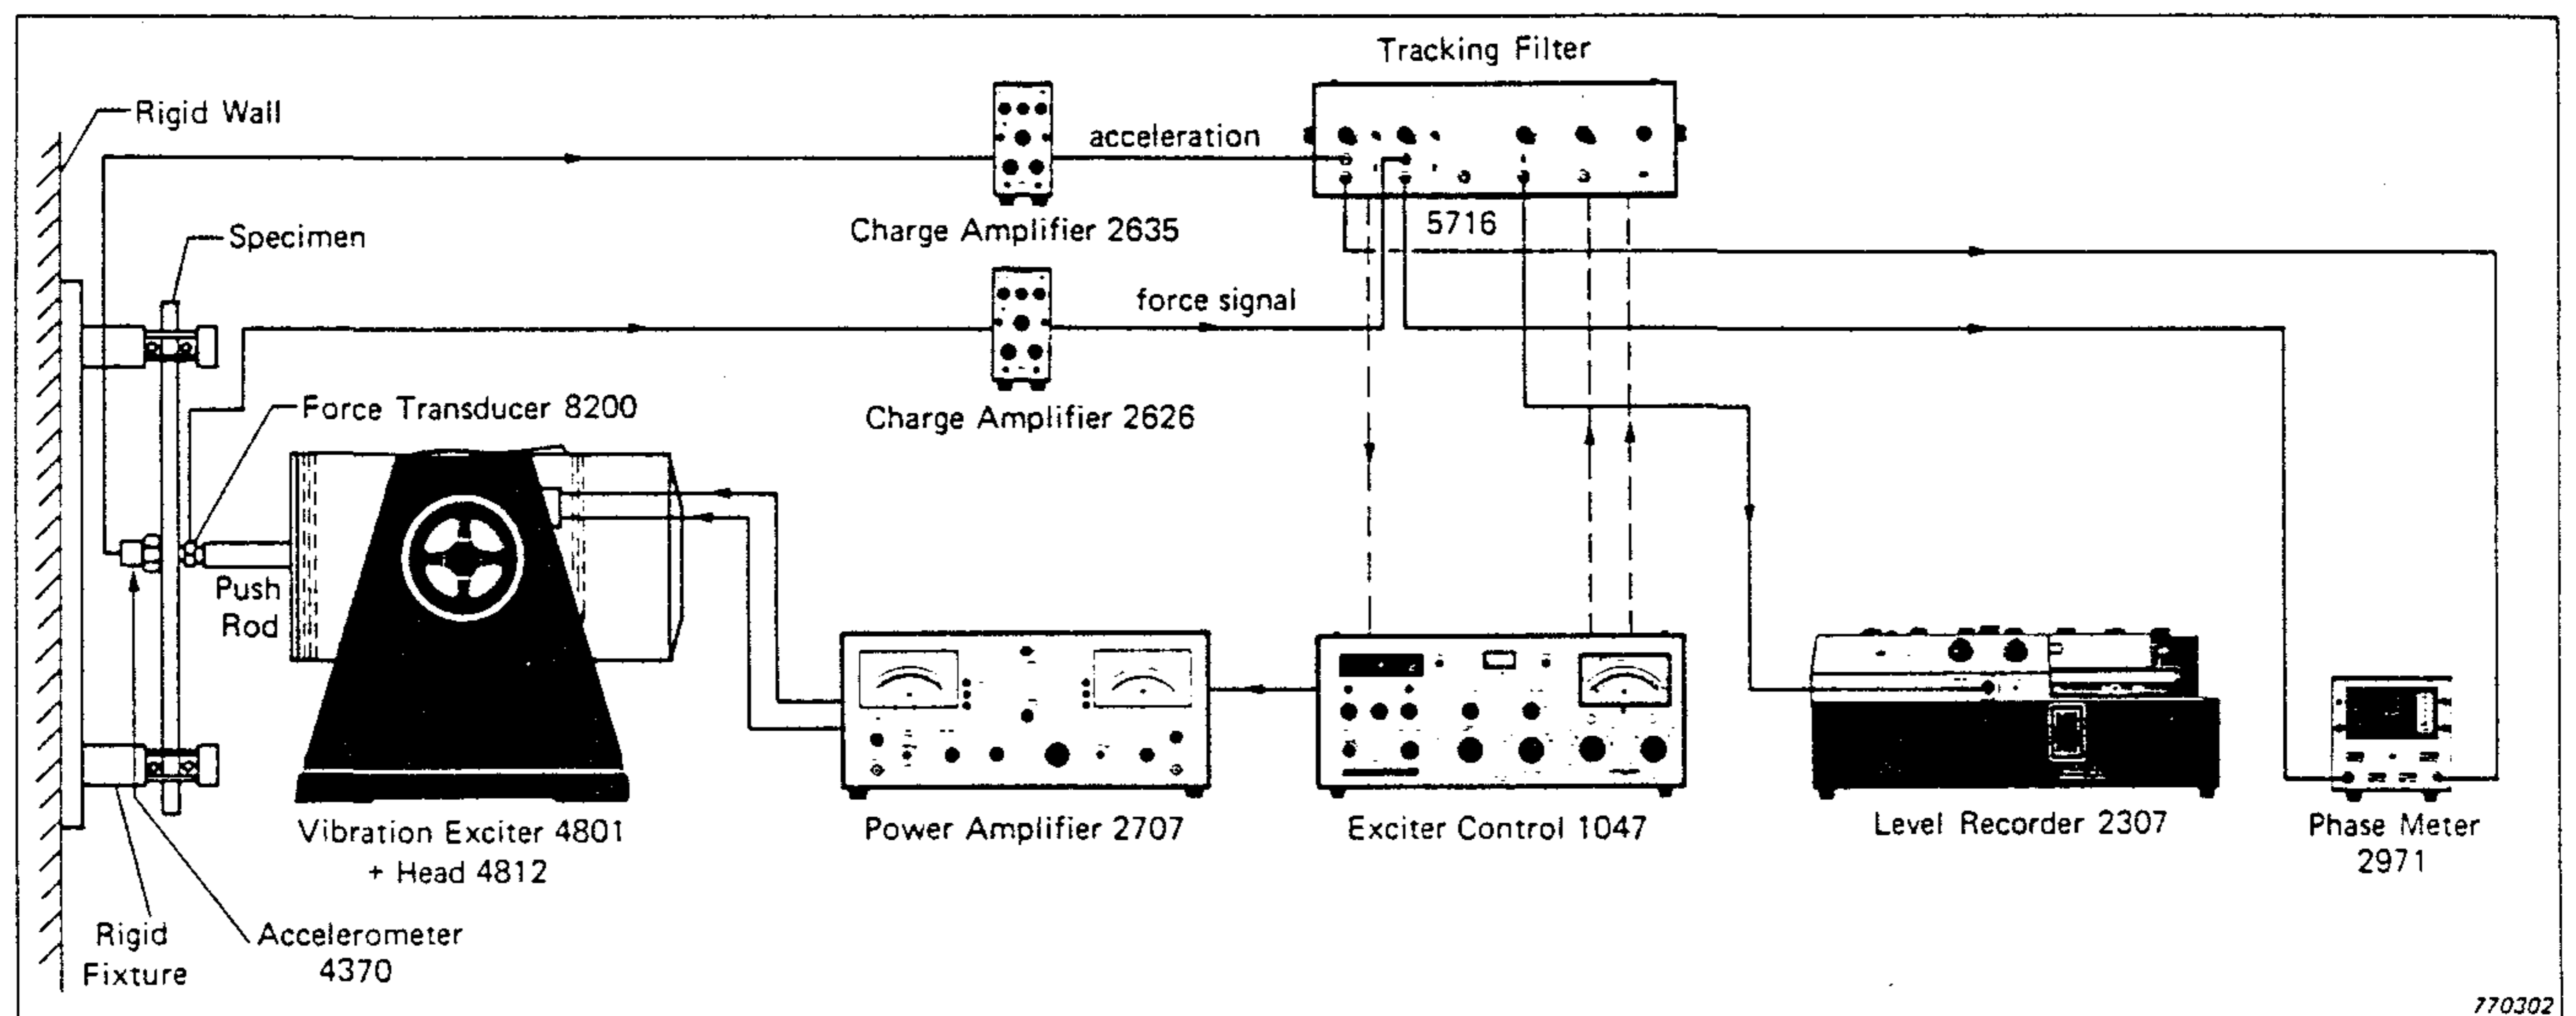 Tracking Filter
Rigid Wall
acceleration
Charge Amplifier 2635
5716
Specimen
force signal
Force Transducer 8200
Charge Amplifier 2626
Push
Rod
Vibration Exciter 4801
+ Head 4812
Power Amplifier 2707
Exciter Control 1047
Level Recorder 2307
Phase Meter
2971
Rigid
Fixture
Accelerometer
4370
770302